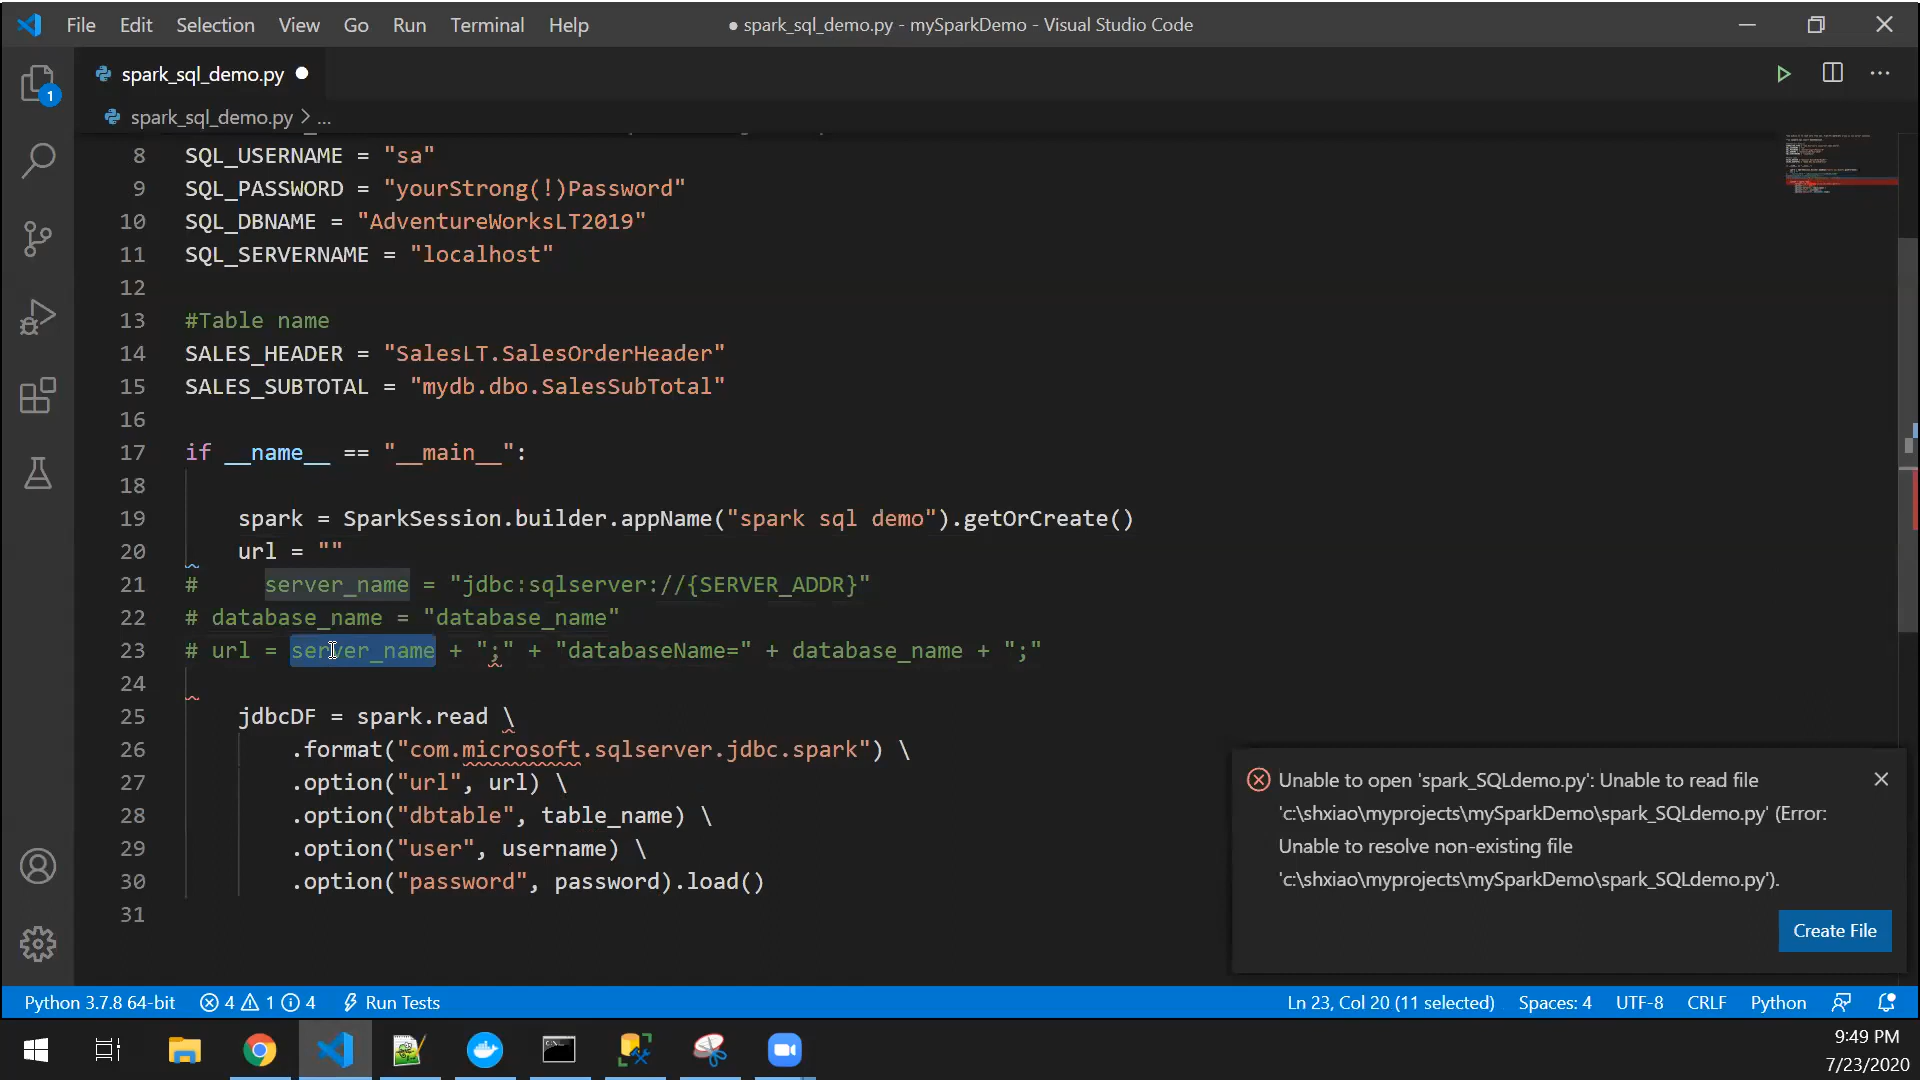 File Edit Selection View Go Run Terminal Help
● spark_sql_demo.py - mySparkDemo - Visual Studio Code
1
spark_sql_demo.py ●
spark_sql_demo.py > ...
8 SQL_USERNAME = "sa"
9 SQL_PASSWORD = "yourStrong(!)Password"
10 SQL_DBNAME = "AdventureWorksLT2019"
11 SQL_SERVERNAME = "localhost"
12
13 #Table name
14 SALES_HEADER = "SalesLT.SalesOrderHeader"
15 SALES_SUBTOTAL = "mydb.dbo.SalesSubTotal"
16
17 if __name__ == "__main__":
18
19 spark = SparkSession.builder.appName("spark sql demo").getOrCreate()
20 url = ""
21 # server_name = "jdbc:sqlserver://{SERVER_ADDR}"
22 # database_name = "database_name"
23 # url = server_name + ";" + "databaseName=" + database_name + ";"
24
25 jdbcDF = spark.read \
26 .format("com.microsoft.sqlserver.jdbc.spark") \
27 .option("url", url) \
28 .option("dbtable", table_name) \
29 .option("user", username) \
30 .option("password", password).load()
31
Unable to open 'spark_SQLdemo.py': Unable to read file
'c:\shxiao\myprojects\mySparkDemo\spark_SQLdemo.py' (Error:
Unable to resolve non-existing file
'c:\shxiao\myprojects\mySparkDemo\spark_SQLdemo.py').
Create File
Python 3.7.8 64-bit 4 1 4 Run Tests Ln 23, Col 20 (11 selected) Spaces: 4 UTF-8 CRLF Python
9:49 PM
7/23/2020